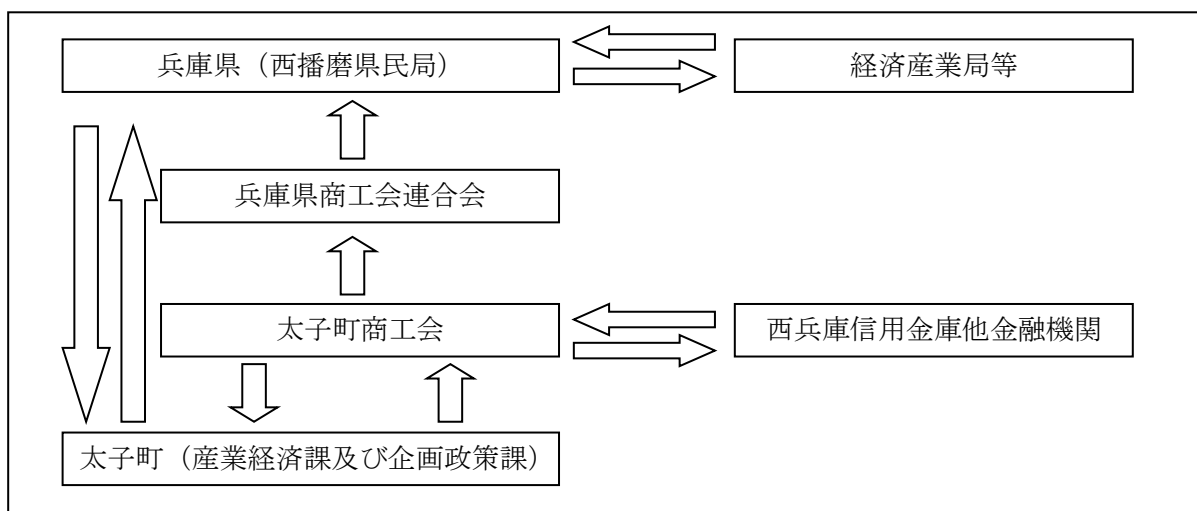 兵庫県（西播磨県民局）
経済産業局等
兵庫県商工会連合会
太子町商工会
西兵庫信用金庫他金融機関
太子町（産業経済課及び企画政策課）